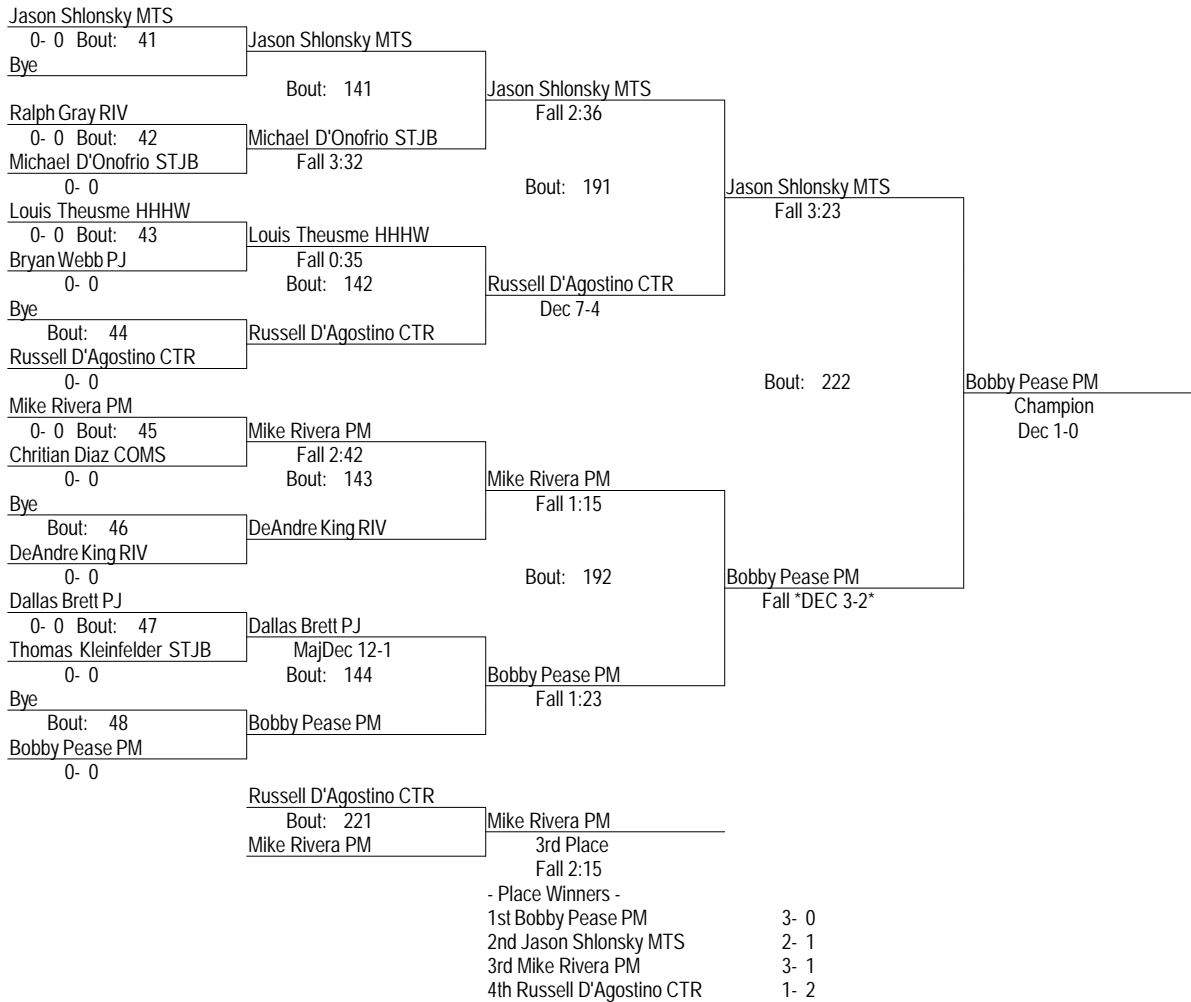 Jason Shlonsky MTS
0- 0 Bout: 41
Bye
Jason Shlonsky MTS
Bout: 141
Ralph Gray RIV
0- 0 Bout: 42
Michael D'Onofrio STJB
0- 0
Michael D'Onofrio STJB
Fall 3:32
Jason Shlonsky MTS
Fall 2:36
Bout: 191
Louis Theusme HHHW
0- 0 Bout: 43
Bryan Webb PJ
0- 0
Louis Theusme HHHW
Fall 0:35
Bout: 142
Bye
Bout: 44
Russell D'Agostino CTR
0- 0
Russell D'Agostino CTR
Russell D'Agostino CTR
Dec 7-4
Jason Shlonsky MTS
Fall 3:23
Bout: 222
Mike Rivera PM
0- 0 Bout: 45
Chritian Diaz COMS
0- 0
Mike Rivera PM
Fall 2:42
Bout: 143
Bye
Bout: 46
DeAndre King RIV
0- 0
DeAndre King RIV
Mike Rivera PM
Fall 1:15
Bout: 192
Dallas Brett PJ
0- 0 Bout: 47
Thomas Kleinfelder STJB
0- 0
Dallas Brett PJ
MajDec 12-1
Bout: 144
Bye
Bout: 48
Bobby Pease PM
0- 0
Bobby Pease PM
Bobby Pease PM
Fall 1:23
Bobby Pease PM
Fall *DEC 3-2*
Bobby Pease PM
Champion
Dec 1-0
Russell D'Agostino CTR
Bout: 221
Mike Rivera PM
Mike Rivera PM
3rd Place
Fall 2:15
- Place Winners -
1st Bobby Pease PM 3- 0
2nd Jason Shlonsky MTS 2- 1
3rd Mike Rivera PM 3- 1
4th Russell D'Agostino CTR 1- 2